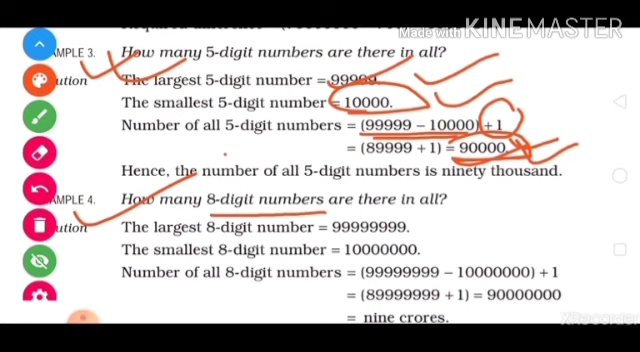 Made with KINEMASTER
AMPLE 3. How many 5-digit numbers are there in all?
ution The largest 5-digit number = 99999.
The smallest 5-digit number = 10000.
Number of all 5-digit numbers = (99999 – 10000) + 1
= (89999 + 1) = 90000.
Hence, the number of all 5-digit numbers is ninety thousand.
AMPLE 4. How many 8-digit numbers are there in all?
ution The largest 8-digit number = 99999999.
The smallest 8-digit number = 10000000.
Number of all 8-digit numbers = (99999999 – 10000000) + 1
= (89999999 + 1) = 90000000
= nine crores.